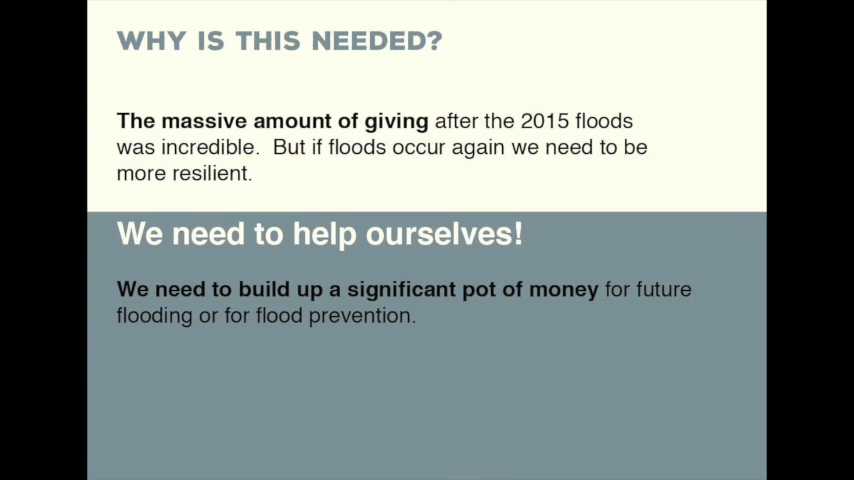 WHY IS THIS NEEDED?
The massive amount of giving after the 2015 floods
was incredible.  But if floods occur again we need to be
more resilient.
We need to help ourselves!
We need to build up a significant pot of money for future
flooding or for flood prevention.